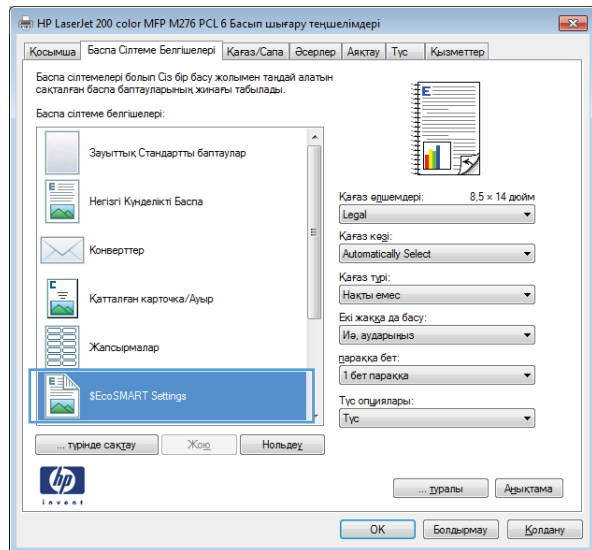 HP LaserJet 200 color MFP M276 PCL 6 Басып шығару теңшелімдері
Қосымша
Баспа Сілтеме Белгішелері
Қағаз/Сапа
Әсерлер
Аяқтау
Түс
Қызметтер
Баспа сілтемелері болып Сіз бір басу жолымен таңдай алатын
сақталған баспа баптауларының жинағы табылады.
Баспа сілтеме белгішелері:
Зауыттық Стандартты баптаулар
Негізгі Күнделікті Баспа
Конверттер
Қатталған карточка/Ауыр
Жапсырмалар
$EcoSMART Settings
... түрінде сақтау
Жою
Нольдеу
E
Қағаз өлшемдері:
8,5 × 14 дюйм
Legal
Қағаз көзі:
Automatically Select
Қағаз түрі:
Нақты емес
Екі жаққа да басу:
Иә, аударыңыз
параққа бет:
1 бет параққа
Түс опциялары:
Түс
hp
invent
... туралы
Анықтама
OK
Болдырмау
Қолдану